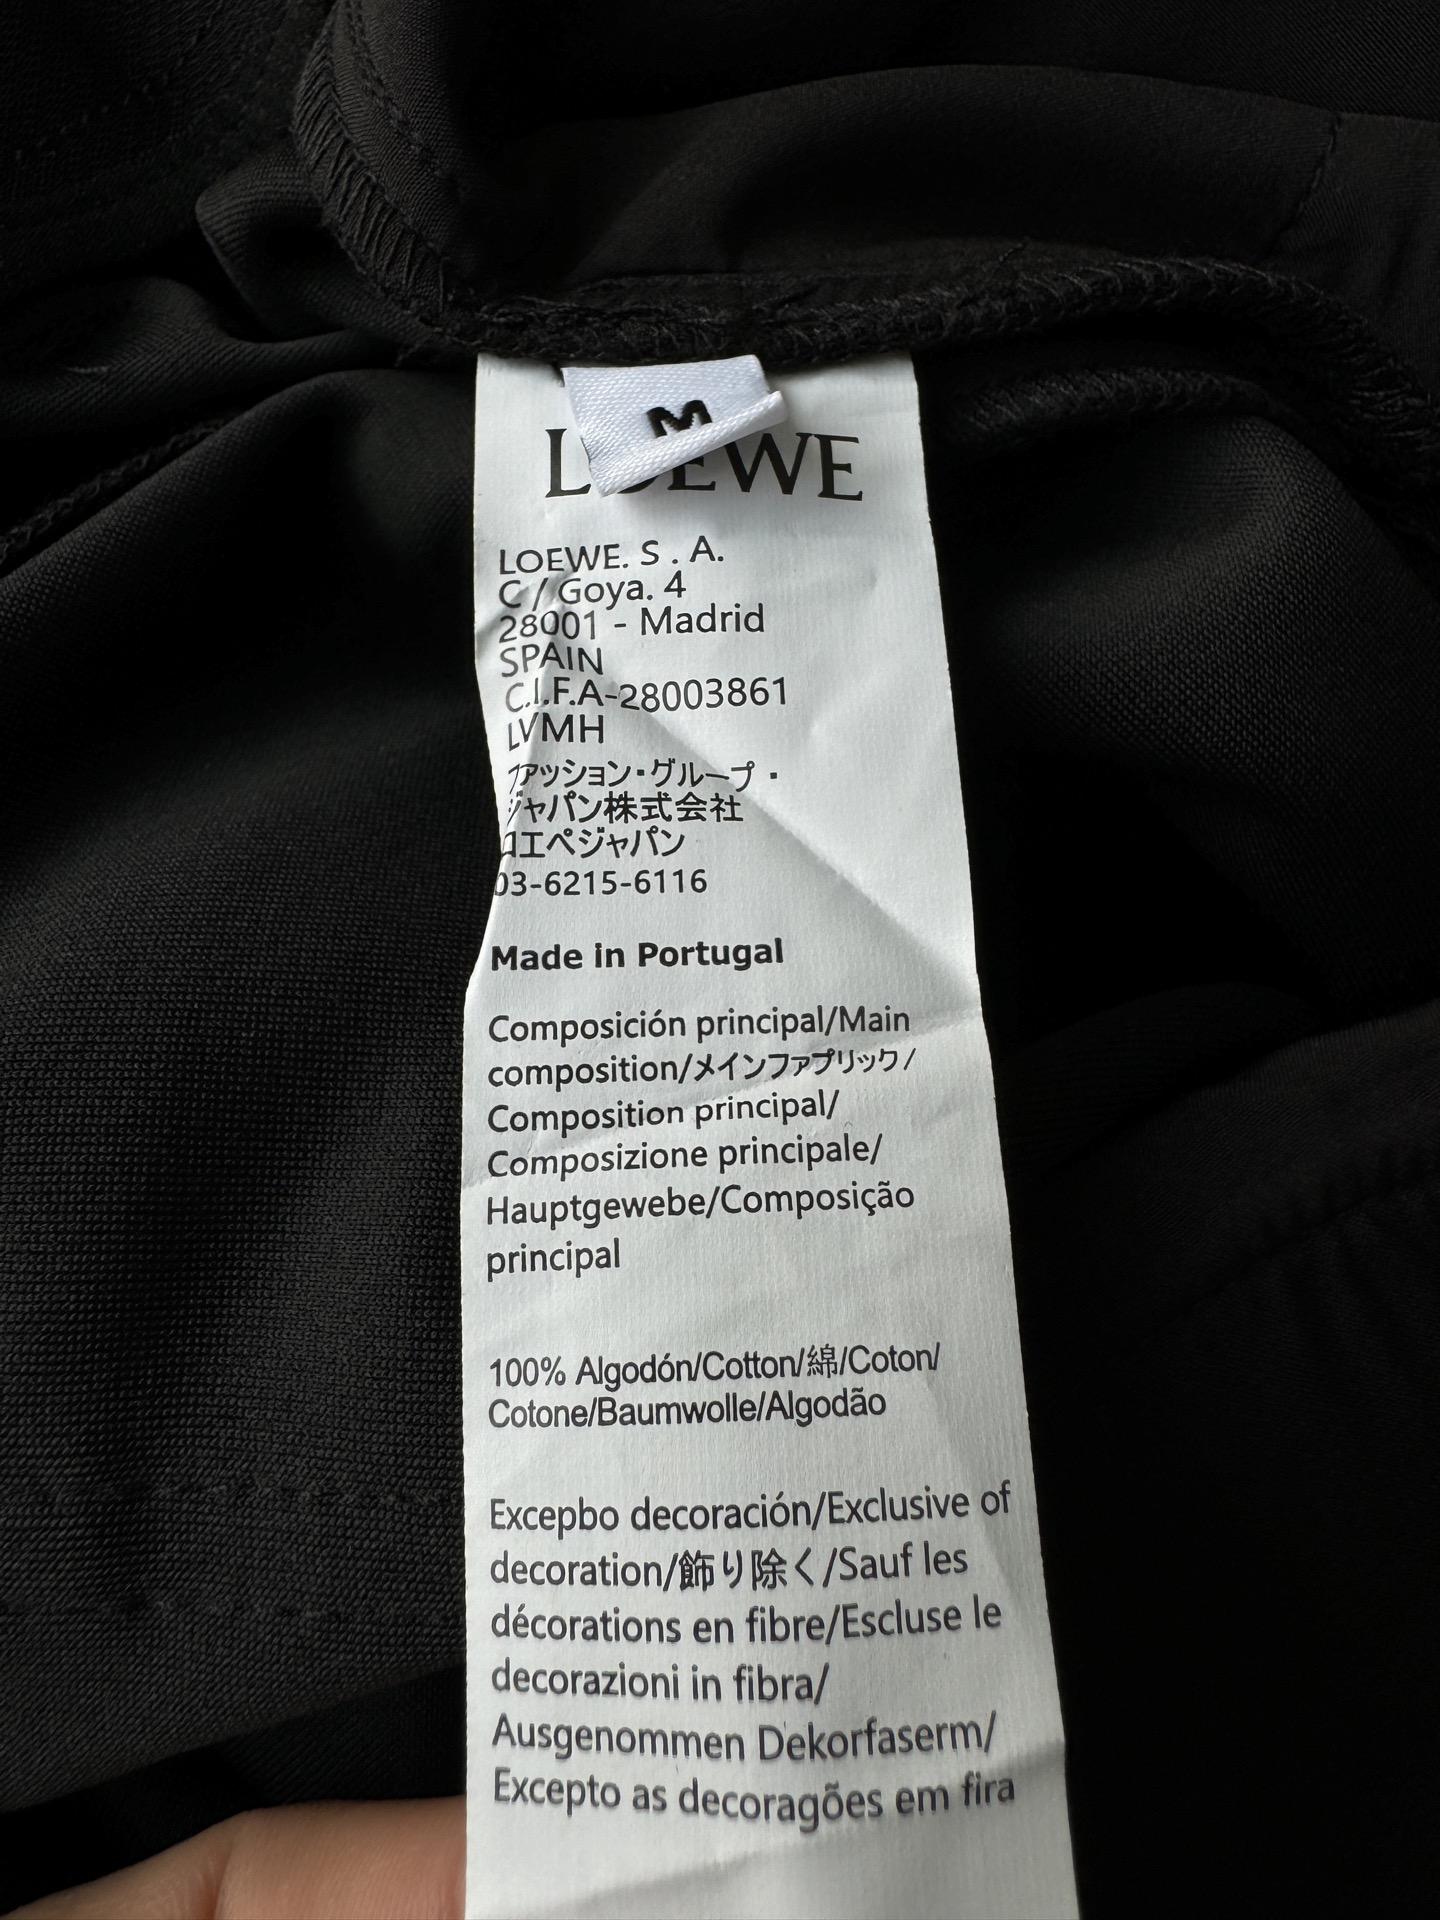 M
LOEWE
LOEWE. S . A.
C / Goya. 4
28001 - Madrid
SPAIN
C.I.F.A-28003861
LVMH
ファッション・グループ・
ジャパン株式会社
ロエペジャパン
03-6215-6116
Made in Portugal
Composición principal/Main
composition/メインファプリック/
Composition principal/
Composizione principale/
Hauptgewebe/Composição
principal
100% Algodón/Cotton/綿/Coton/
Cotone/Baumwolle/Algodão
Excepbo decoración/Exclusive of
decoration/飾り除く/Sauf les
décorations en fibre/Escluse le
decorazioni in fibra/
Ausgenommen Dekorfaserm/
Excepto as decoragões em fira